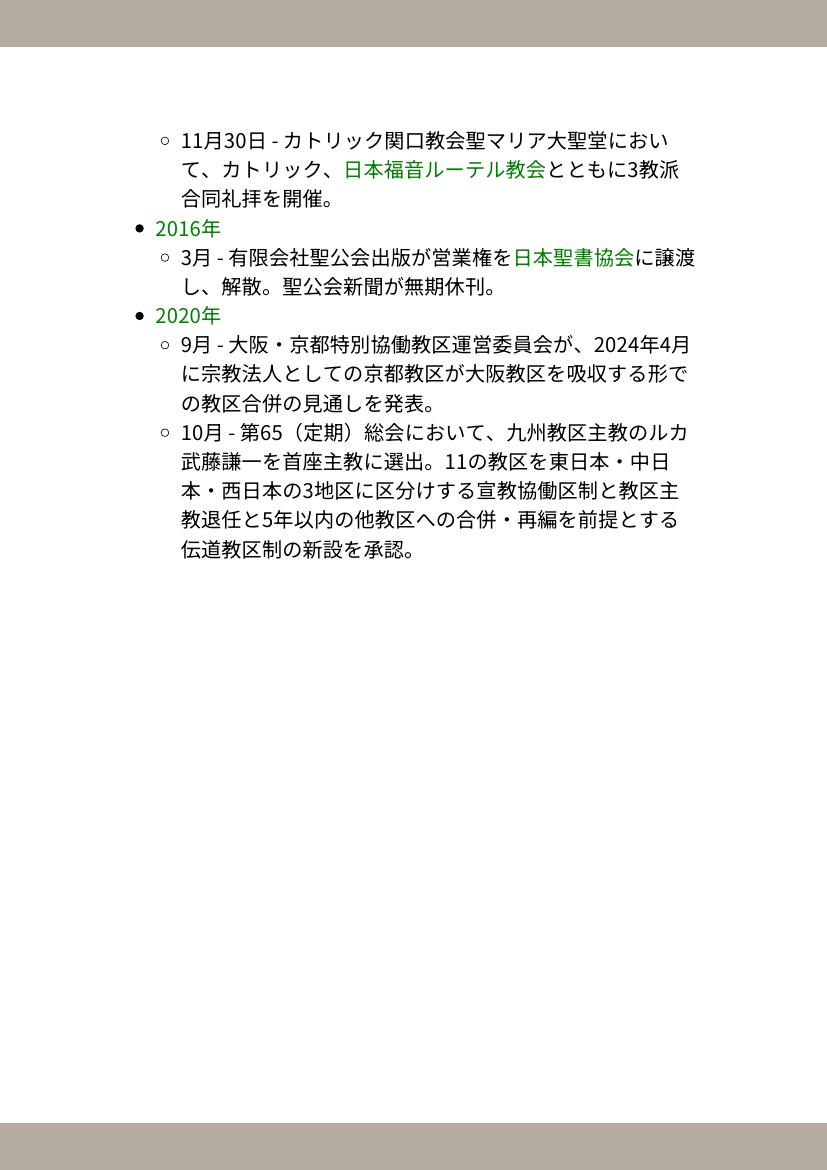 11月30日 - カトリック関口教会聖マリア大聖堂におい
て、カトリック、日本福音ルーテル教会とともに3教派
合同礼拝を開催。
2016年
3月 - 有限会社聖公会出版が営業権を日本聖書協会に譲渡
し、解散。聖公会新聞が無期休刊。
2020年
9月 - 大阪・京都特別協働教区運営委員会が、2024年4月
に宗教法人としての京都教区が大阪教区を吸収する形で
の教区合併の見通しを発表。
10月 - 第65（定期）総会において、九州教区主教のルカ
武藤謙一を首座主教に選出。11の教区を東日本・中日
本・西日本の3地区に区分けする宣教協働区制と教区主
教退任と5年以内の他教区への合併・再編を前提とする
伝道教区制の新設を承認。